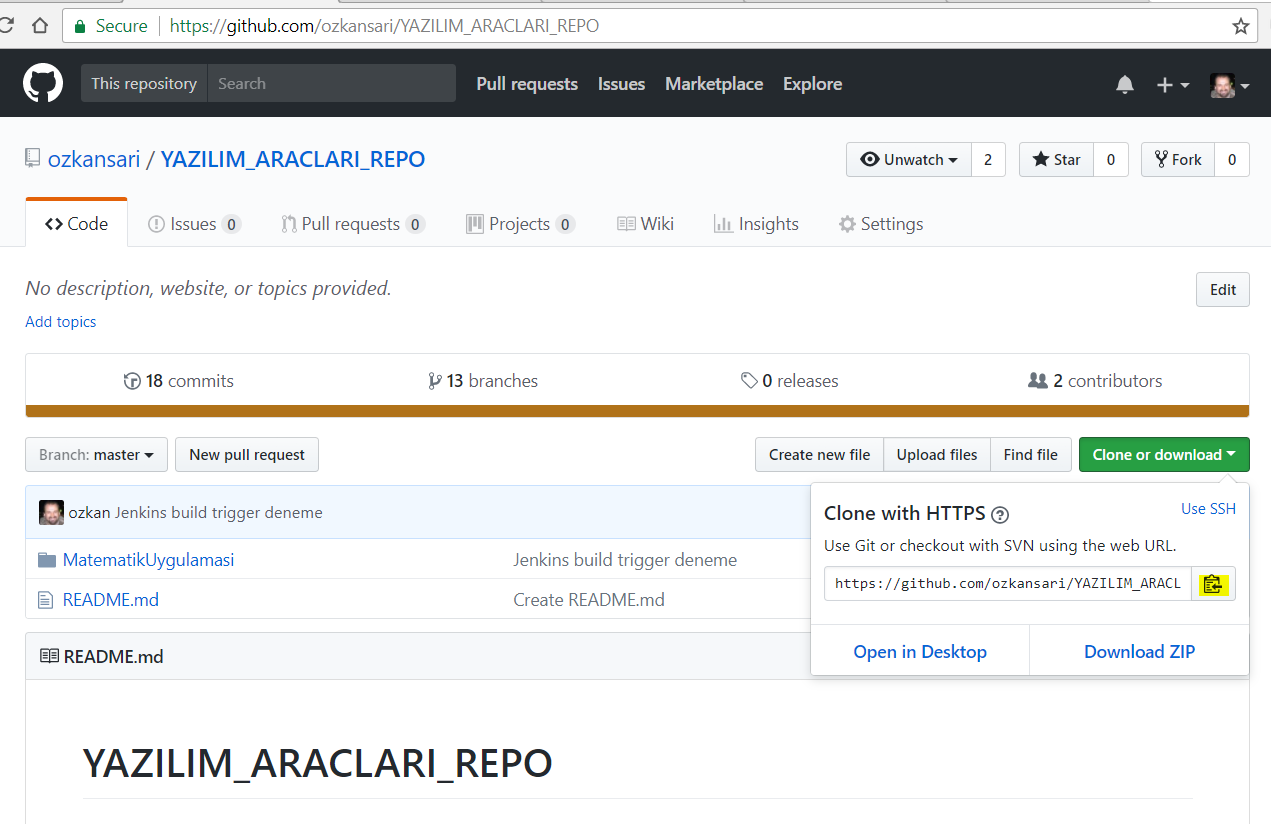 Secure https://github.com/ozkansari/YAZILIM_ARACLARI_REPO
This repository Search Pull requests Issues Marketplace Explore
ozkansari / YAZILIM_ARACLARI_REPO Unwatch 2 Star 0 Fork 0
Code Issues 0 Pull requests 0 Projects 0 Wiki Insights Settings
No description, website, or topics provided. Edit
Add topics
18 commits 13 branches 0 releases 2 contributors
Branch: master New pull request Create new file Upload files Find file Clone or download
ozkan Jenkins build trigger deneme
MatematikUygulamasi Jenkins build trigger deneme
README.md Create README.md
Clone with HTTPS ? Use SSH
Use Git or checkout with SVN using the web URL.
https://github.com/ozkansari/YAZILIM_ARACL
Open in Desktop Download ZIP
README.md
YAZILIM_ARACLARI_REPO